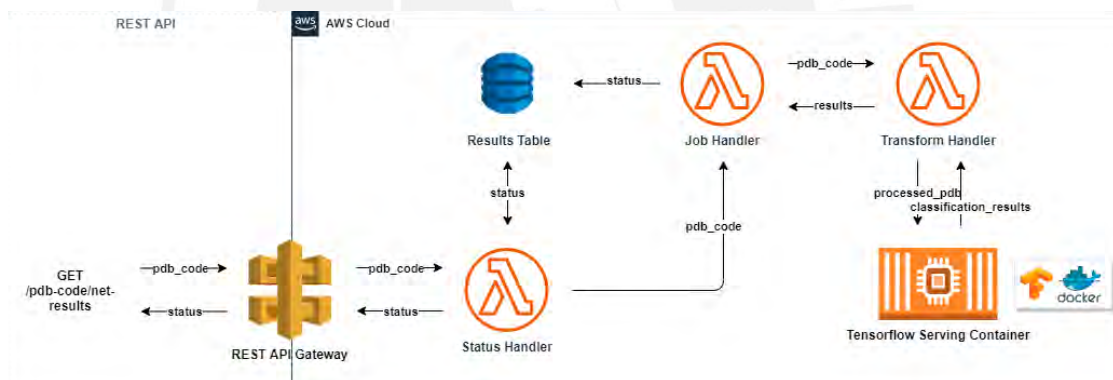 REST API
aws
AWS Cloud
pdb_code
status
results
Results Table
Job Handler
Transform Handler
status
processed_pdb
classification_results
pdb_code
GET
/pdb-code/net-
results
pdb_code
status
pdb_code
status
docker
REST API Gateway
Status Handler
Tensorflow Serving Container